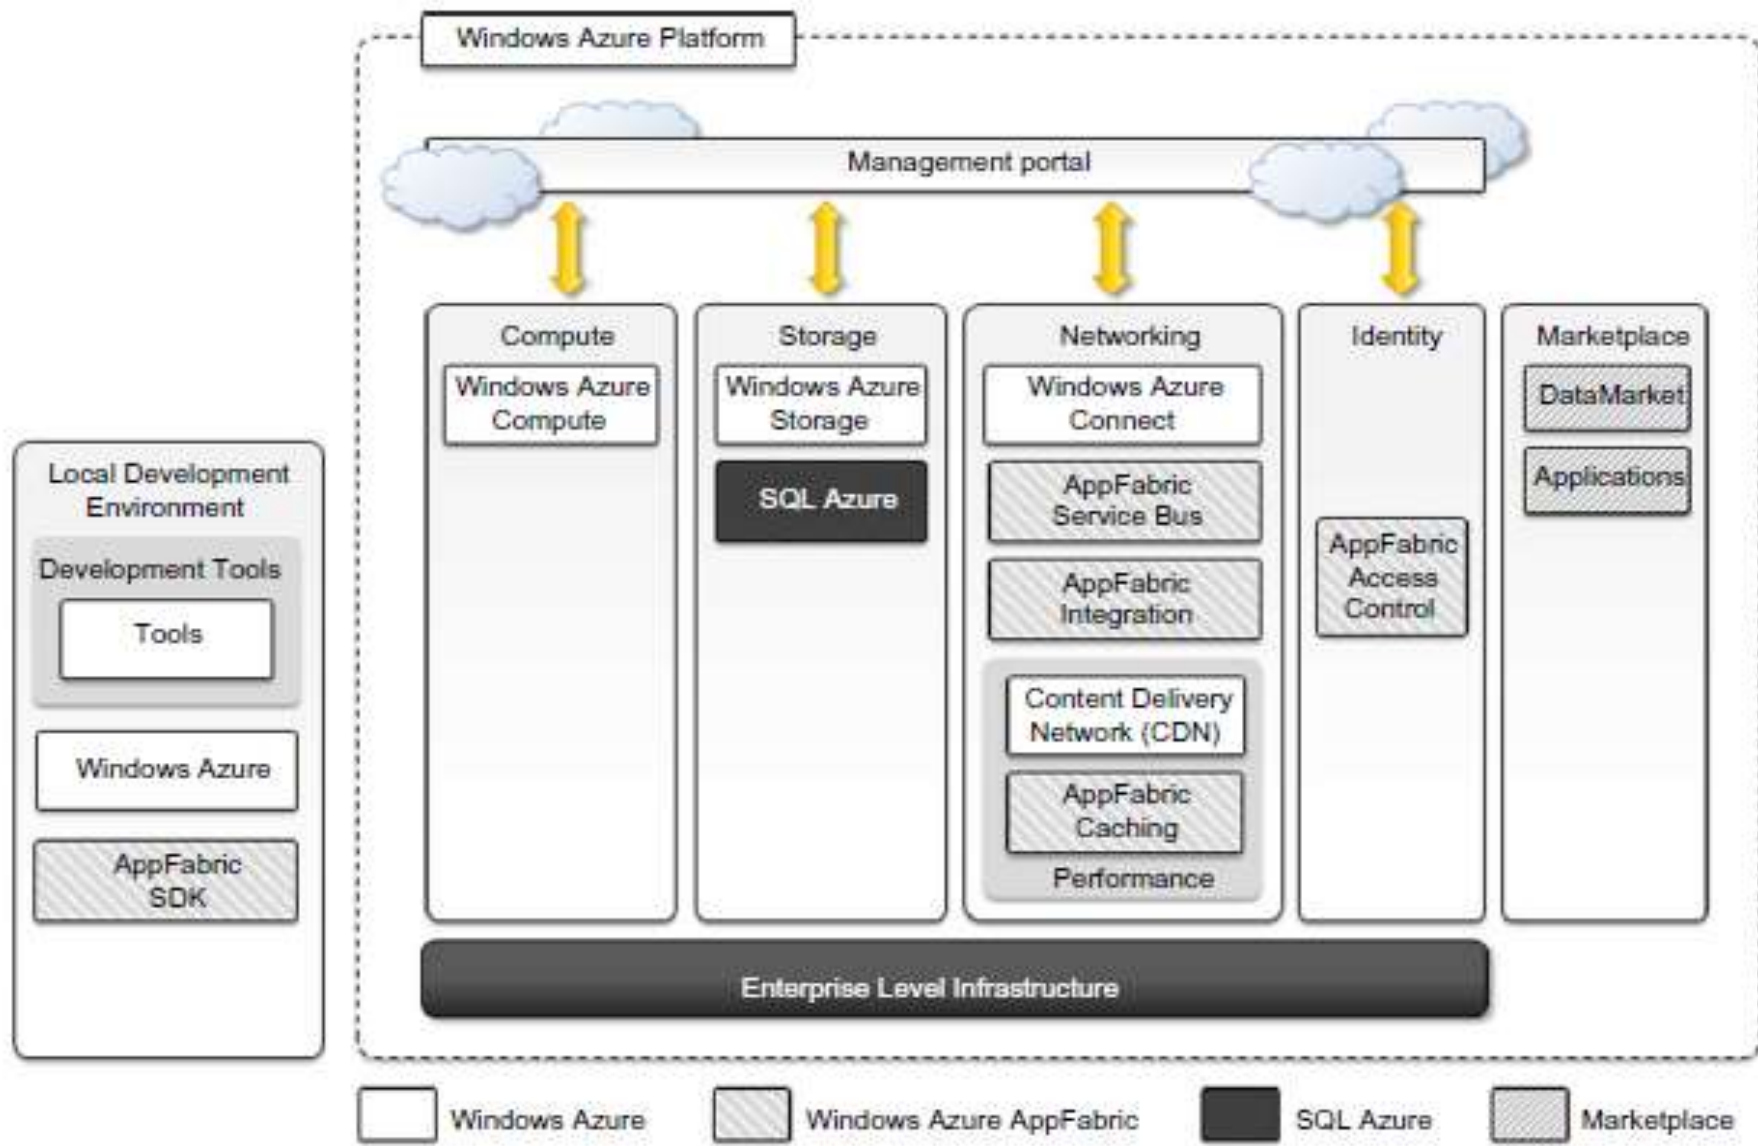 Windows Azure Platform
Management portal
Compute
Windows Azure
Compute
Storage
Windows Azure
Storage
SQL Azure
Networking
Windows Azure
Connect
AppFabric
Service Bus
AppFabric
Integration
Content Delivery
Network (CDN)
AppFabric
Caching
Performance
Identity
AppFabric
Access
Control
Marketplace
DataMarket
Applications
Local Development
Environment
Development Tools
Tools
Windows Azure
AppFabric
SDK
Enterprise Level Infrastructure
Windows Azure
Windows Azure AppFabric
SQL Azure
Marketplace